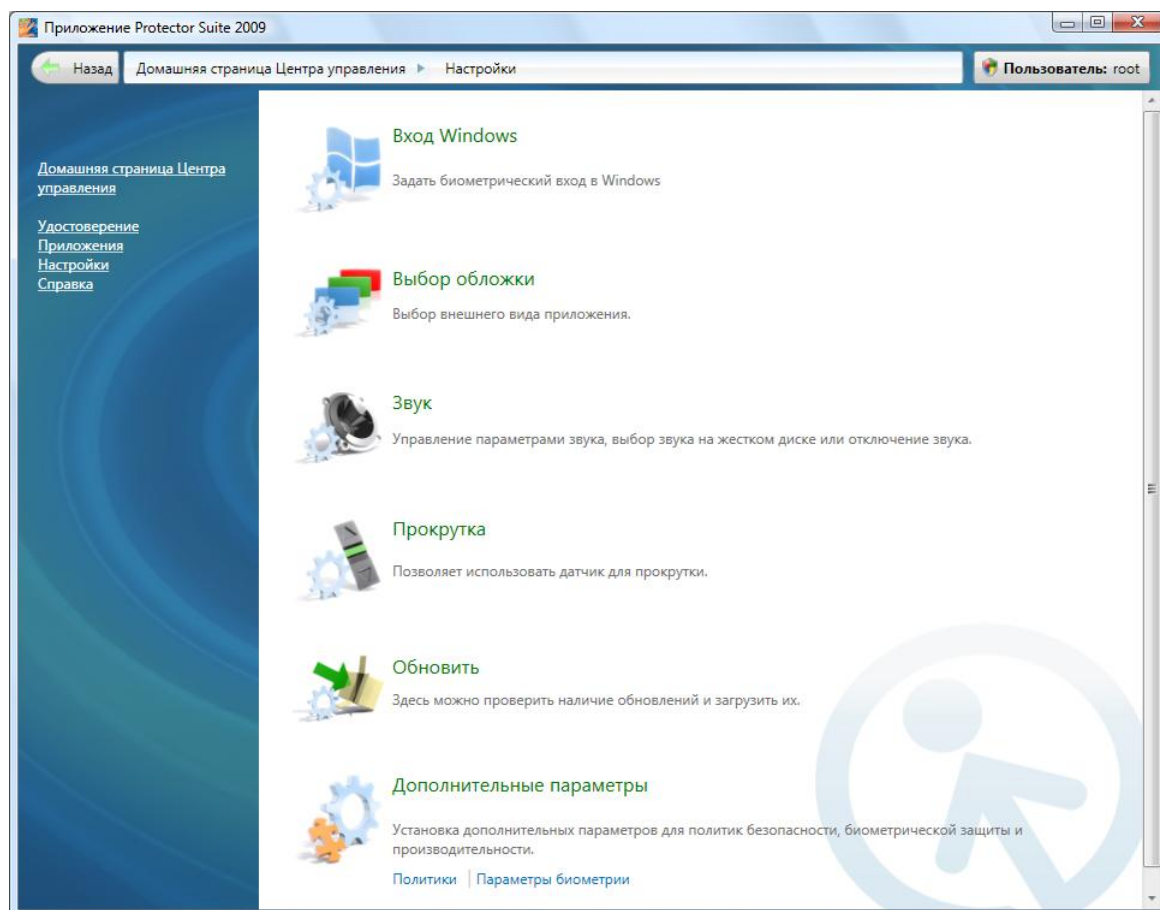 Приложение Protector Suite 2009
Назад
Домашняя страница Центра управления
Настройки
Пользователь: root
Домашняя страница Центра
управления
Удостоверение
Приложения
Настройки
Справка
Вход Windows
Задать биометрический вход в Windows
Выбор обложки
Выбор внешнего вида приложения.
Звук
Управление параметрами звука, выбор звука на жестком диске или отключение звука.
Прокрутка
Позволяет использовать датчик для прокрутки.
Обновить
Здесь можно проверить наличие обновлений и загрузить их.
Дополнительные параметры
Установка дополнительных параметров для политик безопасности, биометрической защиты и
производительности.
Политики | Параметры биометрии